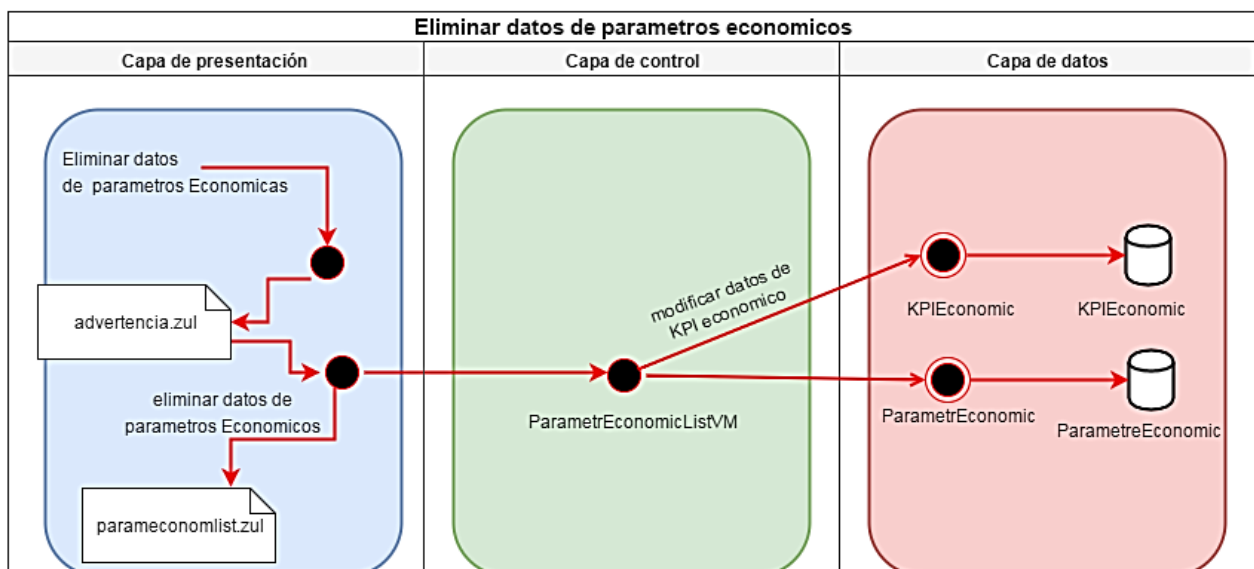 Eliminar datos de parametros economicos
Capa de presentación
Capa de control
Capa de datos
Eliminar datos
de parametros Economicas
advertencia.zul
eliminar datos de
parametros Economicos
parameconomlist.zul
ParametrEconomicListVM
modificar datos de
KPI economico
KPIEconomic
KPIEconomic
ParametrEconomic
ParametreEconomic